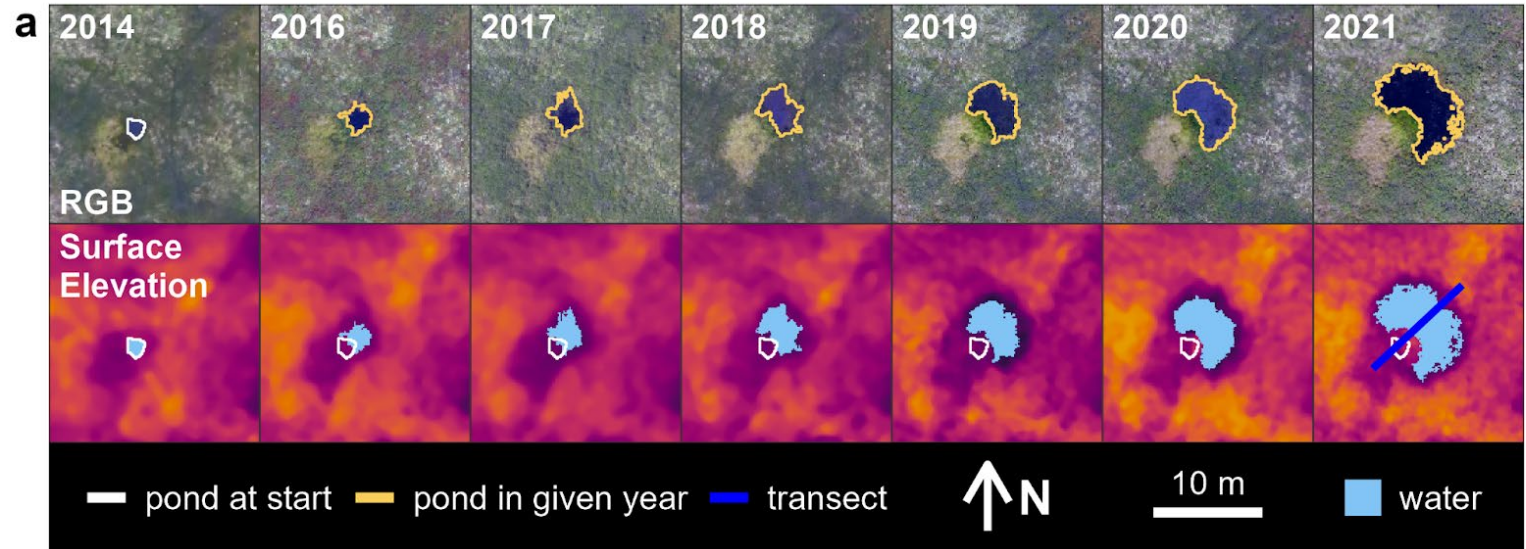 a
2014 2016 2017 2018 2019 2020 2021
RGB
Surface
Elevation
pond at start pond in given year transect N 10 m water